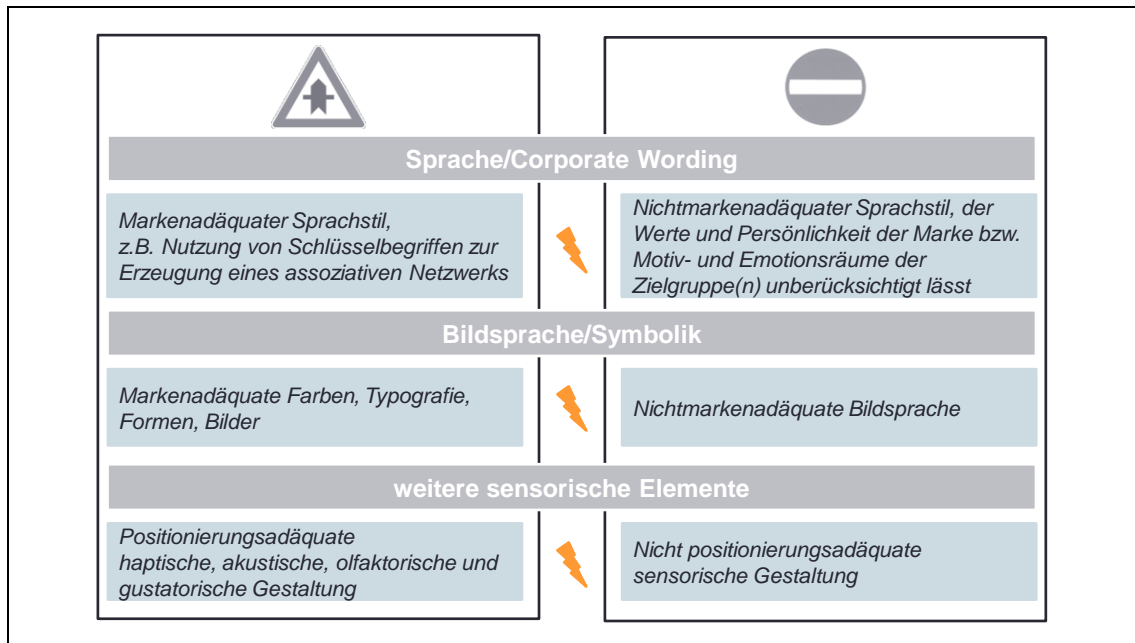 Sprache/Corporate Wording
Markenadäquater Sprachstil,
z.B. Nutzung von Schlüsselbegriffen zur
Erzeugung eines assoziativen Netzwerks
Nichtmarkenadäquater Sprachstil, der
Werte und Persönlichkeit der Marke bzw.
Motiv- und Emotionsräume der
Zielgruppe(n) unberücksichtigt lässt
Bildsprache/Symbolik
Markenadäquate Farben, Typografie,
Formen, Bilder
Nichtmarkenadäquate Bildsprache
weitere sensorische Elemente
Positionierungsadäquate
haptische, akustische, olfaktorische und
gustatorische Gestaltung
Nicht positionierungsadäquate
sensorische Gestaltung